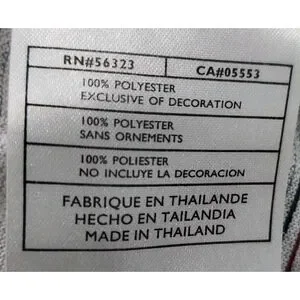 RN#56323 CA#05553
100% POLYESTER
EXCLUSIVE OF DECORATION
100% POLYESTER
SANS ORNEMENTS
100% POLIESTER
NO INCLUYE LA DECORACION
FABRIQUE EN THAILANDE
HECHO EN TAILANDIA
MADE IN THAILAND